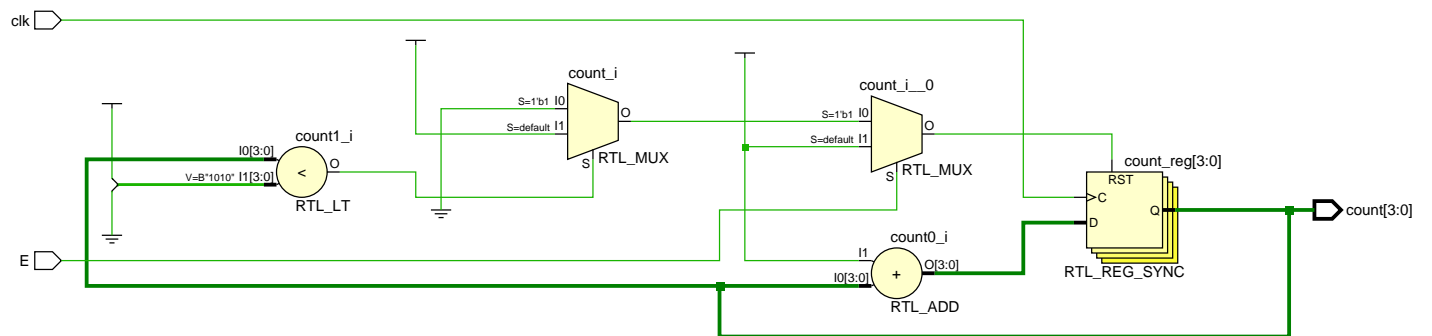 clk
count_i
count_i__0
S=1'b1 I0
S=default I1
O
S
RTL_MUX
S=1'b1 I0
S=default I1
O
S
RTL_MUX
count1_i
I0[3:0]
V=B"1010" I1[3:0]
<
O
RTL_LT
count_reg[3:0]
RST
C
D
Q
RTL_REG_SYNC
count[3:0]
E
count0_i
I1
I0[3:0]
+
O[3:0]
RTL_ADD